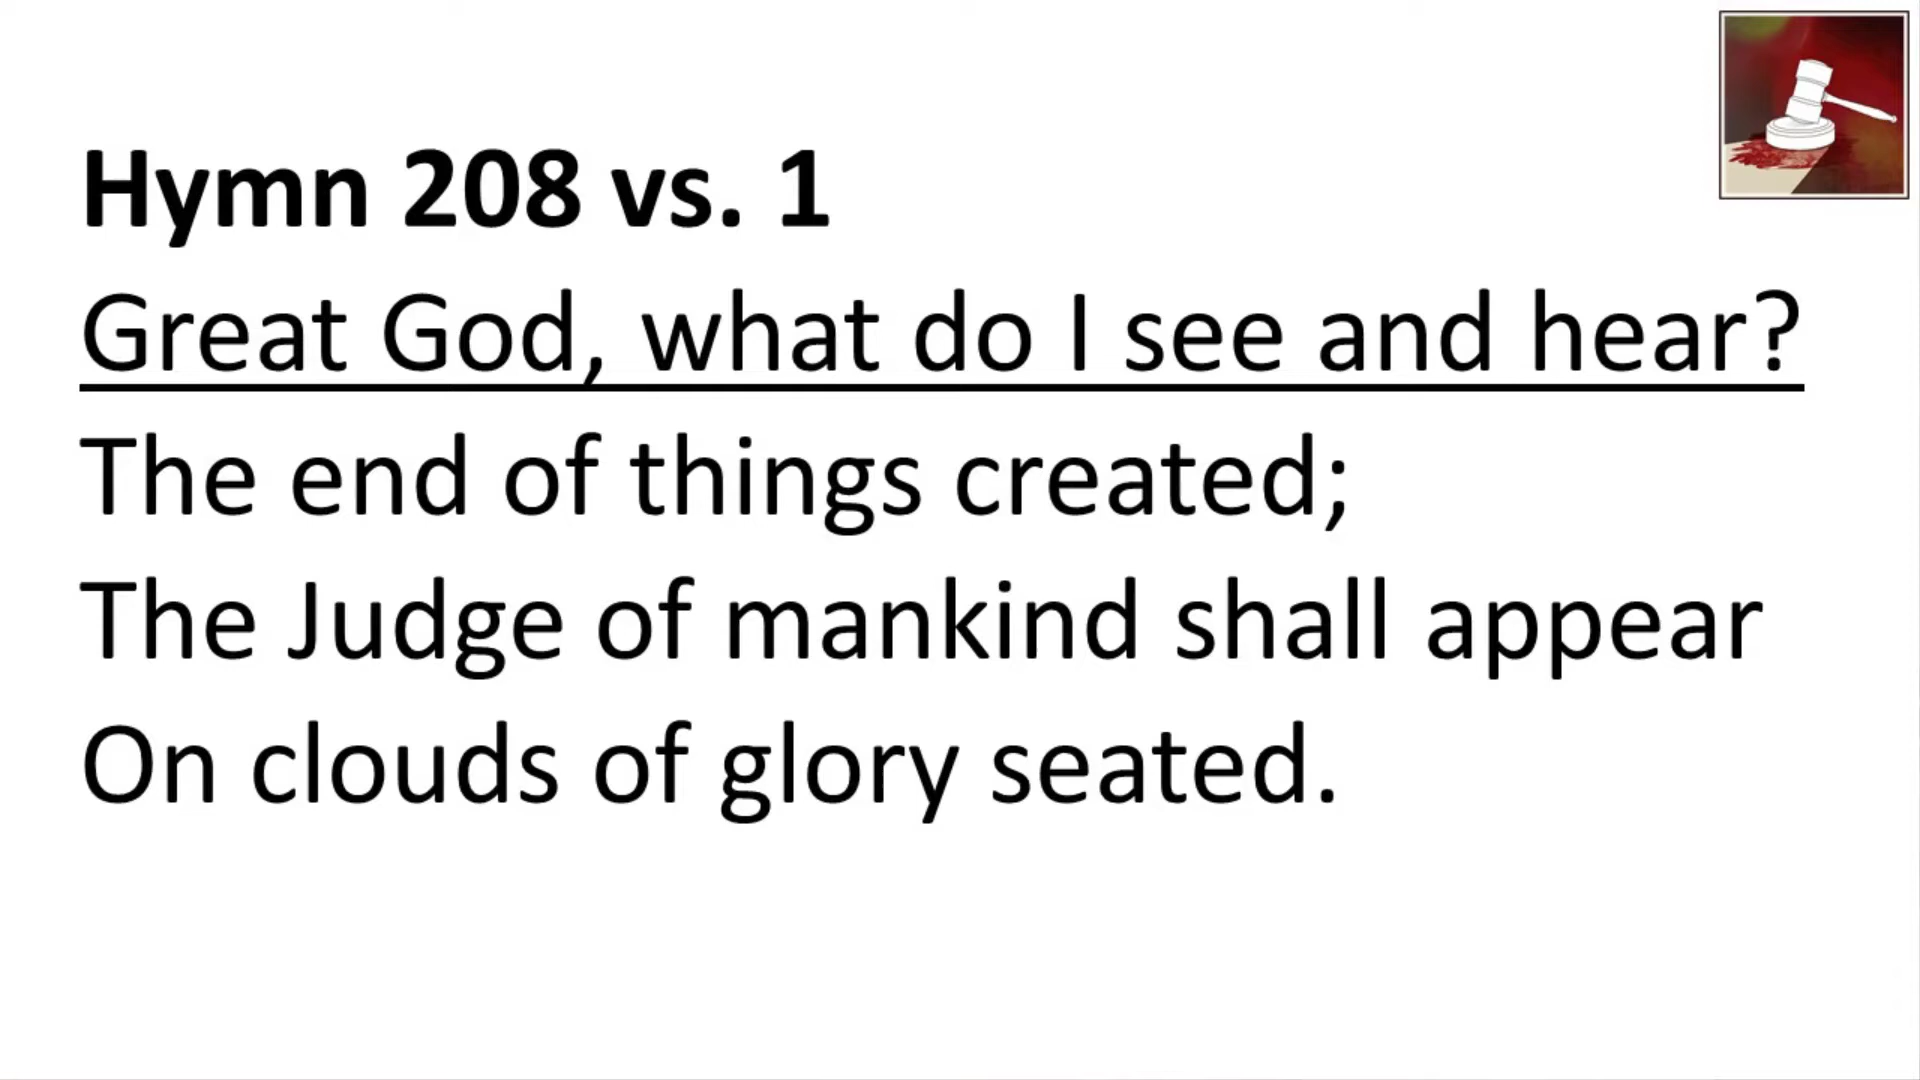 Hymn 208 vs. 1
Great God, what do I see and hear?
The end of things created;
The Judge of mankind shall appear
On clouds of glory seated.